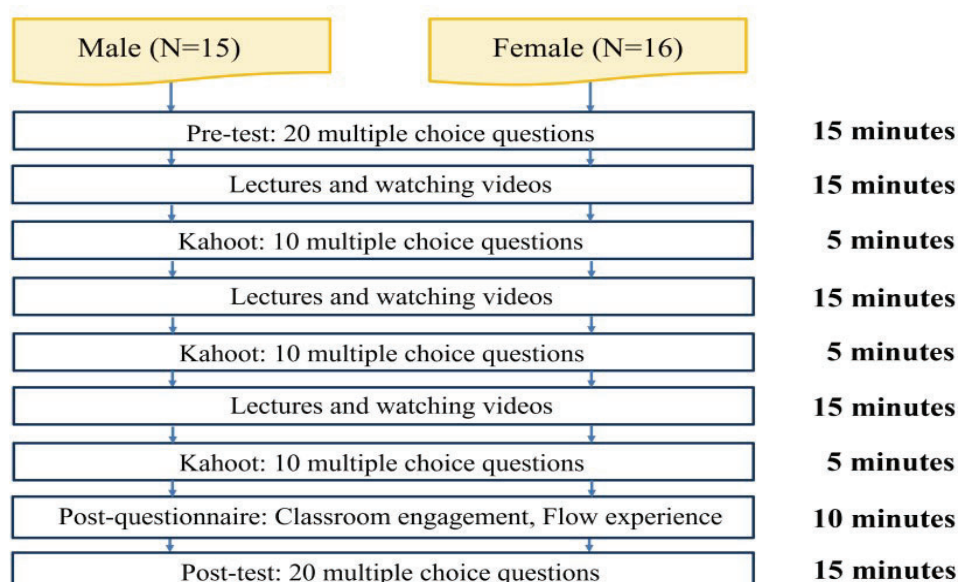 Male (N=15) Female (N=16)
Pre-test: 20 multiple choice questions 15 minutes
Lectures and watching videos 15 minutes
Kahoot: 10 multiple choice questions 5 minutes
Lectures and watching videos 15 minutes
Kahoot: 10 multiple choice questions 5 minutes
Lectures and watching videos 15 minutes
Kahoot: 10 multiple choice questions 5 minutes
Post-questionnaire: Classroom engagement, Flow experience 10 minutes
Post-test: 20 multiple choice questions 15 minutes